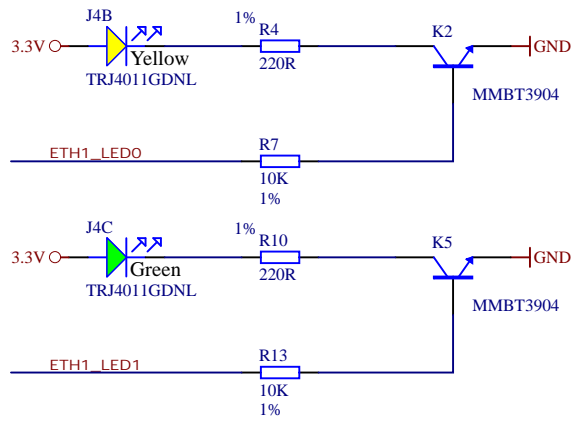 J4B
1%
R4
K2
3.3V
Yellow
GND
TRJ4011GDNL
220R
MMBT3904
R7
ETH1_LED0
10K
1%
J4C
1%
R10
K5
3.3V
Green
GND
TRJ4011GDNL
220R
MMBT3904
R13
ETH1_LED1
10K
1%